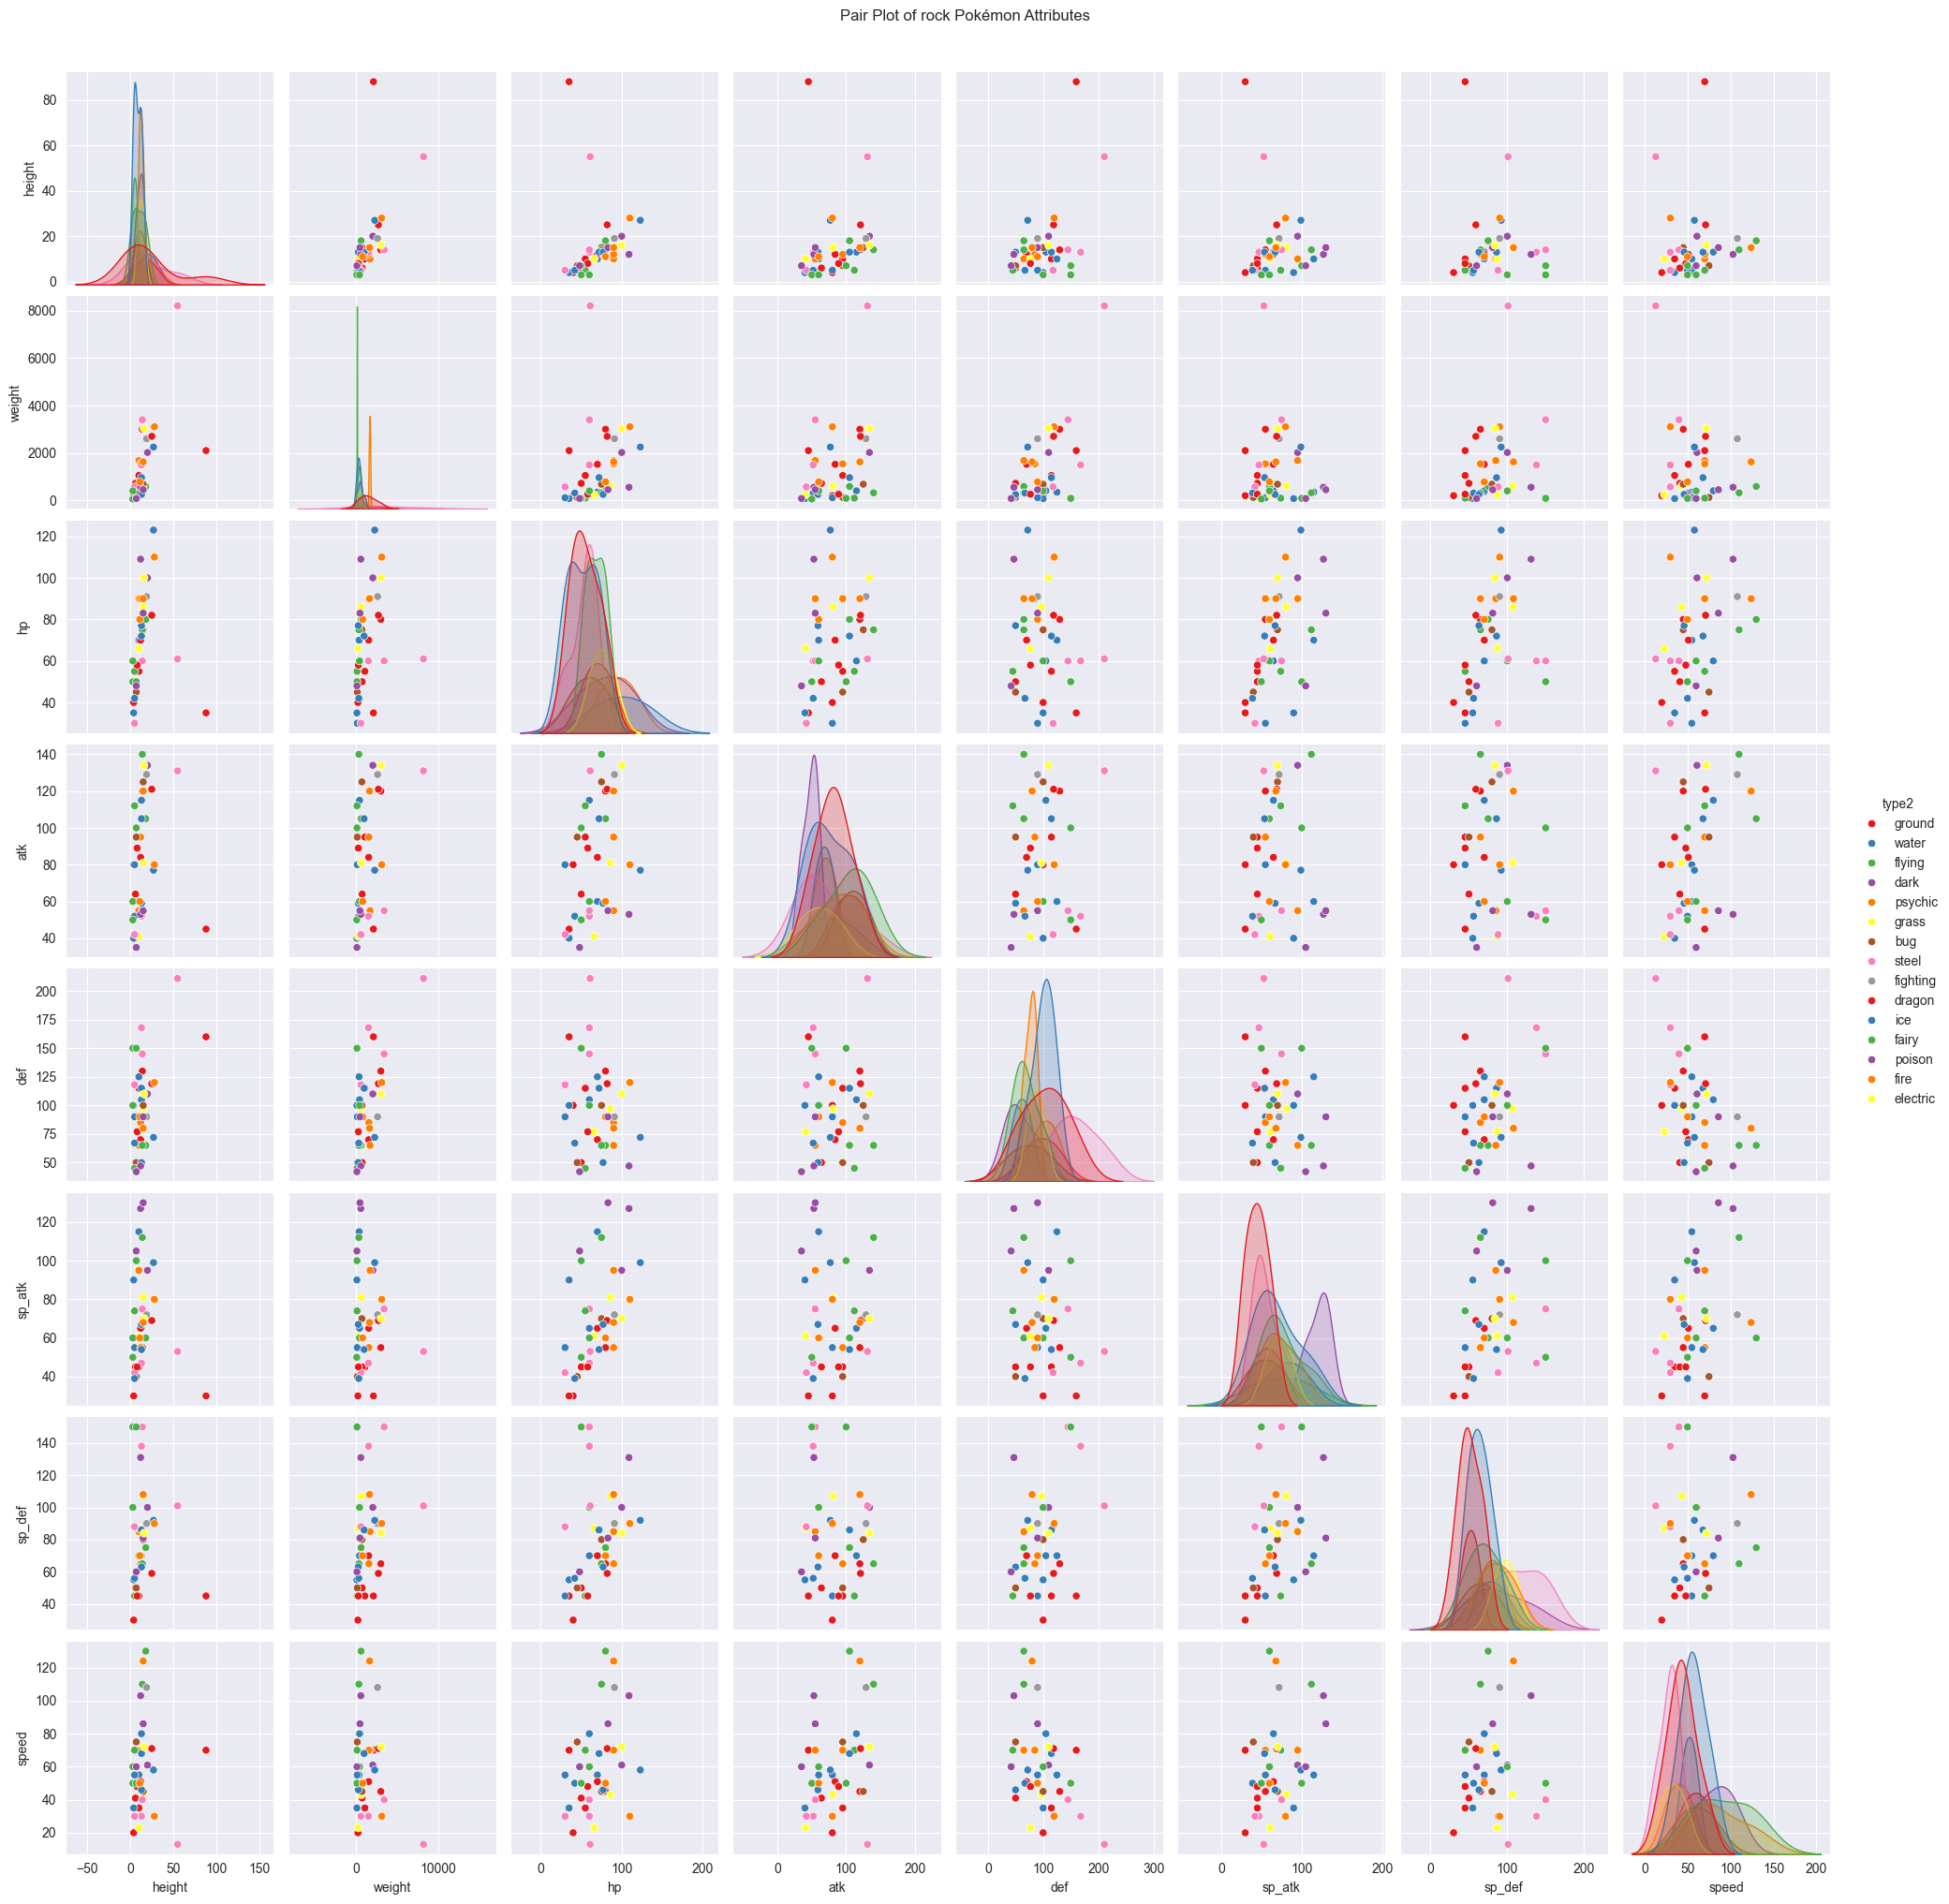 Pair Plot of rock Pokémon Attributes
80
60
40
20
0
height
8000
6000
4000
2000
0
weight
120
100
80
60
40
hp
140
120
100
80
60
40
atk
200
175
150
125
100
75
50
def
120
100
80
60
40
sp_atk
140
120
100
80
60
40
sp_def
120
100
80
60
40
20
speed
−50 0 50 100 150
height
0 10000
weight
0 100 200
hp
0 100 200
atk
0 100 200 300
def
0 100 200
sp_atk
0 100 200
sp_def
0 50 100 150 200
speed
type2
ground
water
flying
dark
psychic
grass
bug
steel
fighting
dragon
ice
fairy
poison
fire
electric